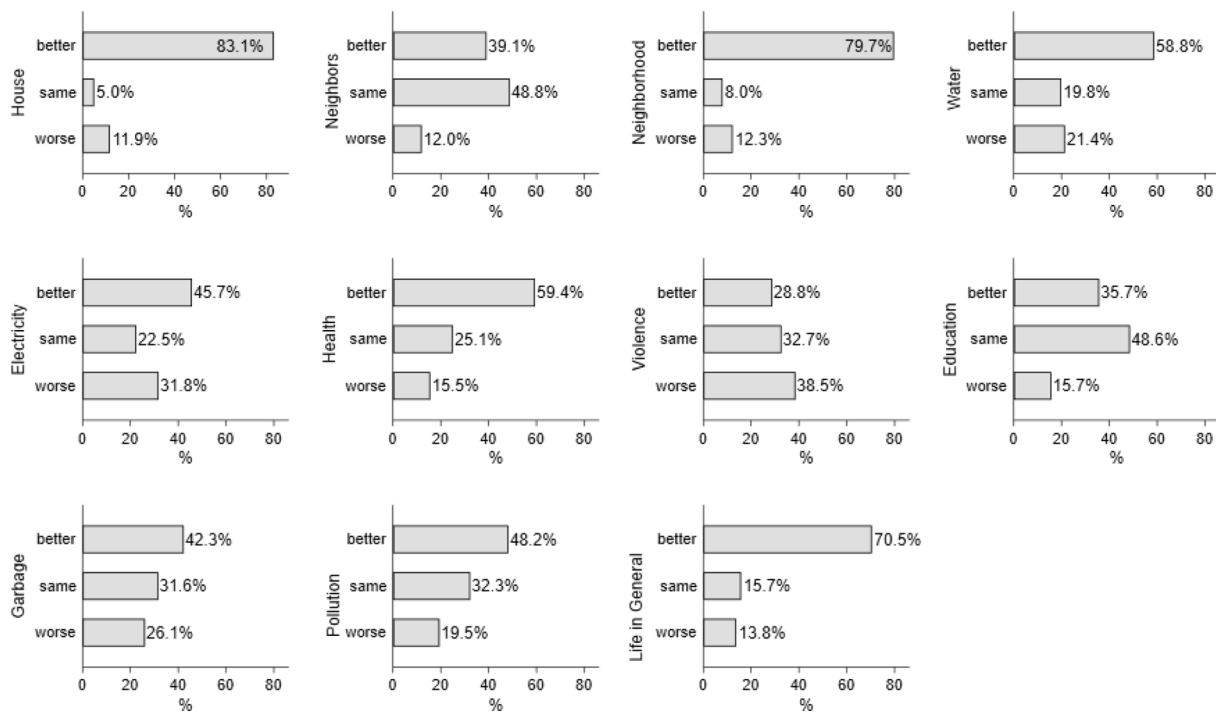 House
better 83.1%
same 5.0%
worse 11.9%
0 20 40 60 80
%
Neighbors
better 39.1%
same 48.8%
worse 12.0%
0 20 40 60 80
%
Neighborhood
better 79.7%
same 8.0%
worse 12.3%
0 20 40 60 80
%
Water
better 58.8%
same 19.8%
worse 21.4%
0 20 40 60 80
%
Electricity
better 45.7%
same 22.5%
worse 31.8%
0 20 40 60 80
%
Health
better 59.4%
same 25.1%
worse 15.5%
0 20 40 60 80
%
Violence
better 28.8%
same 32.7%
worse 38.5%
0 20 40 60 80
%
Education
better 35.7%
same 48.6%
worse 15.7%
0 20 40 60 80
%
Garbage
better 42.3%
same 31.6%
worse 26.1%
0 20 40 60 80
%
Pollution
better 48.2%
same 32.3%
worse 19.5%
0 20 40 60 80
%
Life in General
better 70.5%
same 15.7%
worse 13.8%
0 20 40 60 80
%